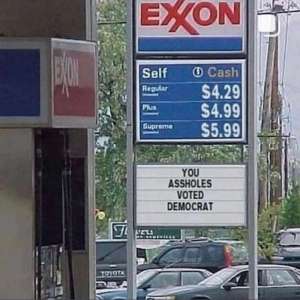 EXXON
EXXON
Self Cash
Regular $4.29
Plus $4.99
Supreme $5.99
YOU
ASSHOLES
VOTED
DEMOCRAT
TOYOTA